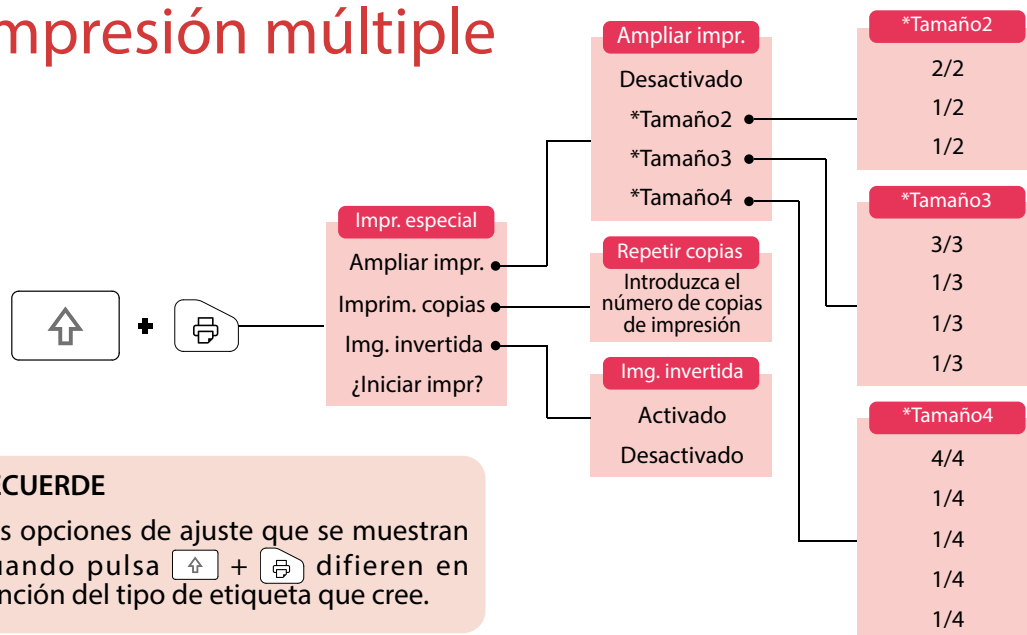 mpresión múltiple
Impr. especial
Ampliar impr.
Imprim. copias
Img. invertida
¿Iniciar impr?
Ampliar impr.
Desactivado
*Tamaño2
*Tamaño3
*Tamaño4
Repetir copias
Introduzca el
número de copias
de impresión
Img. invertida
Activado
Desactivado
*Tamaño2
2/2
1/2
1/2
*Tamaño3
3/3
1/3
1/3
1/3
*Tamaño4
4/4
1/4
1/4
1/4
1/4
ECUERDE
s opciones de ajuste que se muestran
uando pulsa + difieren en
nción del tipo de etiqueta que cree.